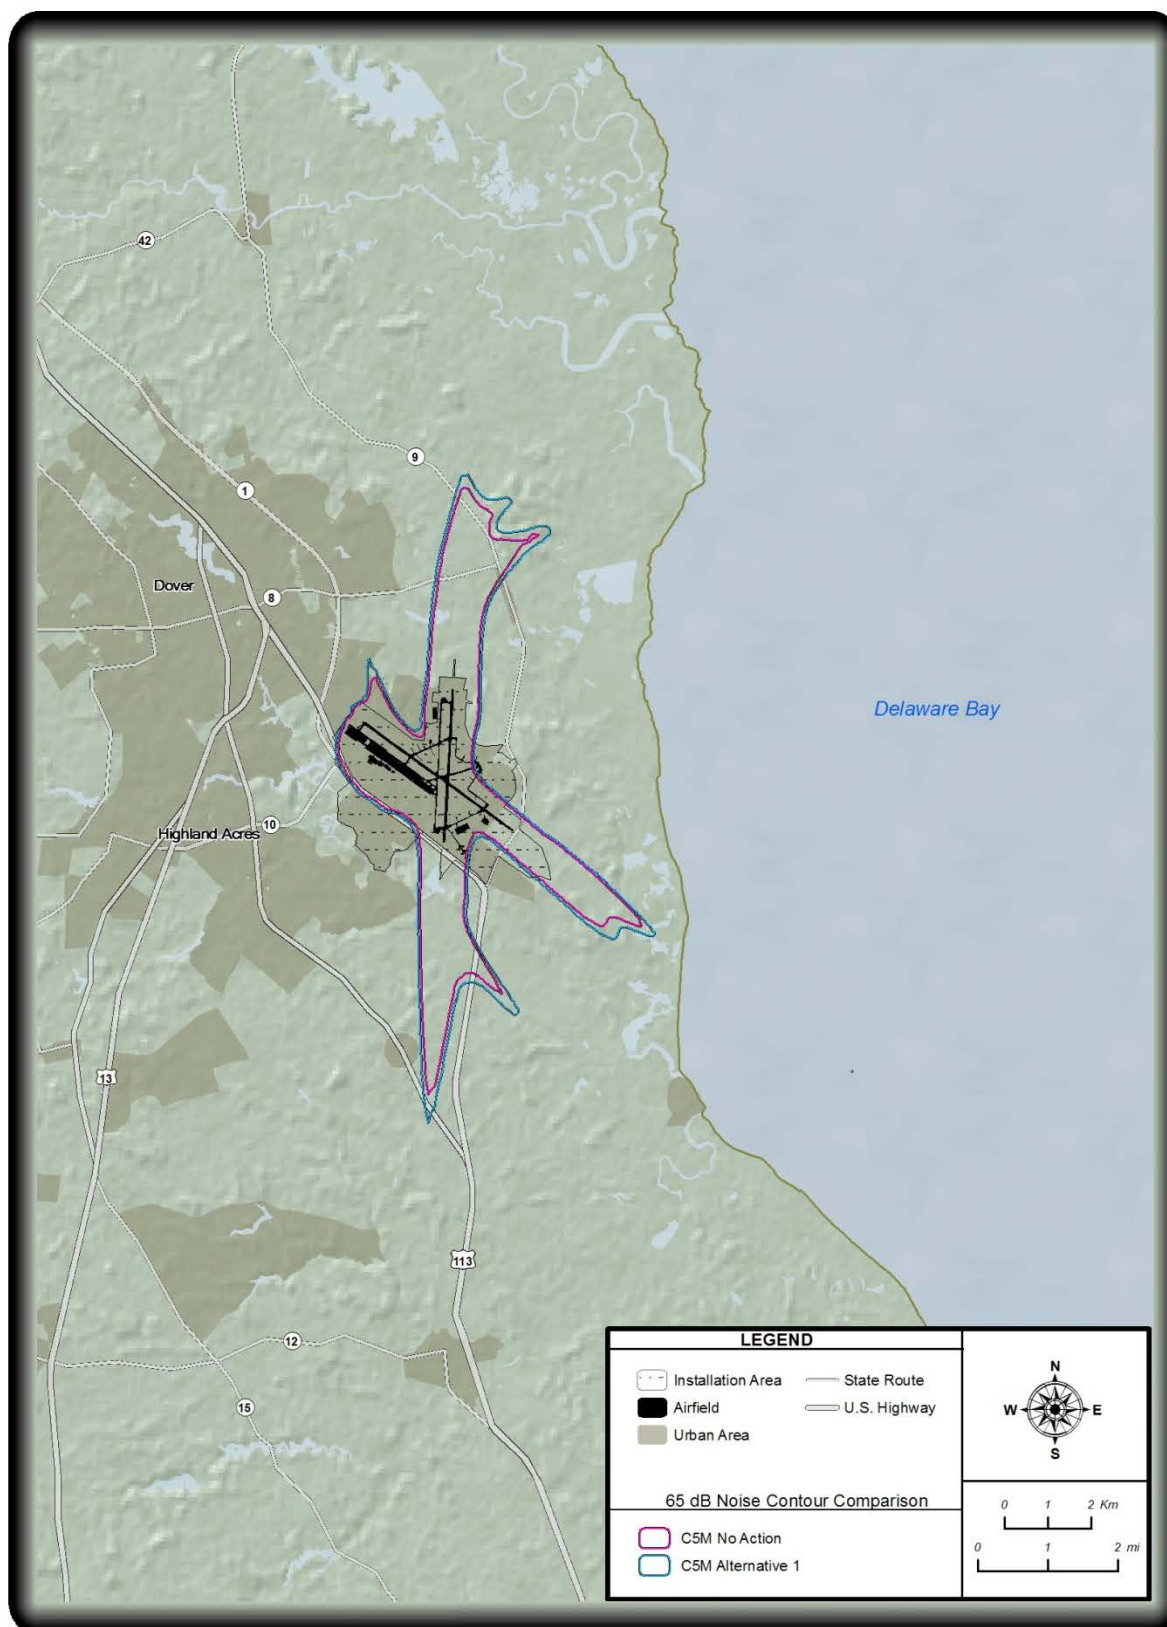 42
9
1
Dover
8
Delaware Bay
Highland Acres
10
13
113
12
15
LEGEND
Installation Area
State Route
Airfield
U.S. Highway
Urban Area
65 dB Noise Contour Comparison
C5M No Action
C5M Alternative 1
N
W E
S
0 1 2 Km
0 1 2 mi